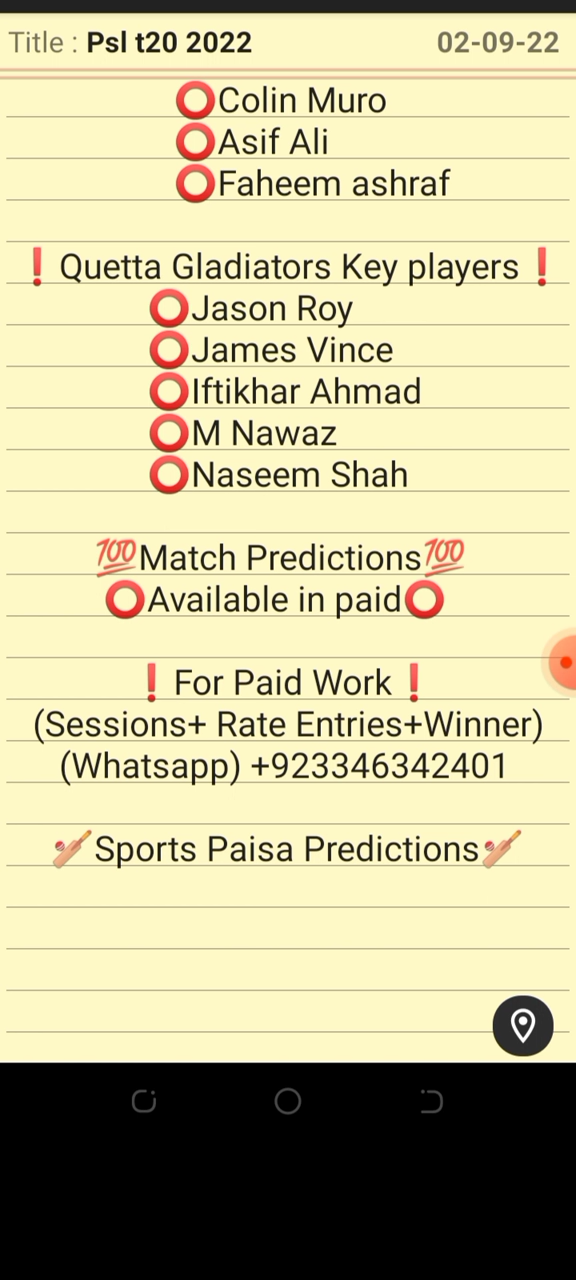 Title : Psl t20 2022 02-09-22
⭕Colin Muro
⭕Asif Ali
⭕Faheem ashraf
❗Quetta Gladiators Key players❗
⭕Jason Roy
⭕James Vince
⭕Iftikhar Ahmad
⭕M Nawaz
⭕Naseem Shah
💯Match Predictions💯
⭕Available in paid⭕
❗For Paid Work❗
(Sessions+ Rate Entries+Winner)
(Whatsapp) +923346342401
🏏Sports Paisa Predictions🏏